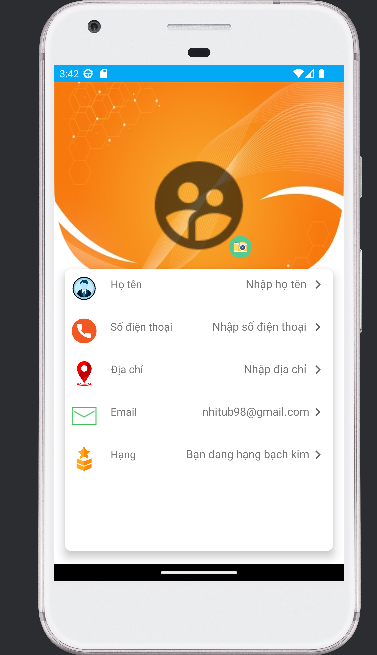 3:42
Họ tên Nhập họ tên
Số điện thoại Nhập số điện thoại
Địa chỉ Nhập địa chỉ
Email nhitub98@gmail.com
Hạng Bạn đang hạng bạch kim